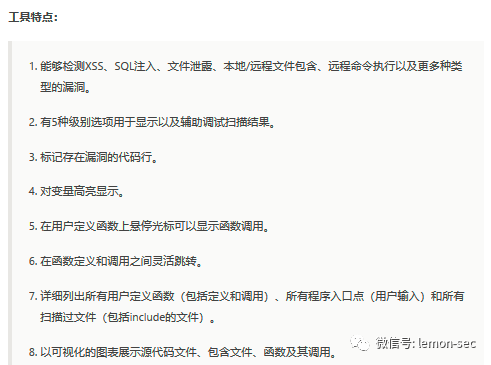 工具特点：
1. 能够检测XSS、SQL注入、文件泄露、本地/远程文件包含、远程命令执行以及更多种类
型的漏洞。
2. 有5种级别选项用于显示以及辅助调试扫描结果。
3. 标记存在漏洞的代码行。
4. 对变量高亮显示。
5. 在用户定义函数上悬停光标可以显示函数调用。
6. 在函数定义和调用之间灵活跳转。
7. 详细列出所有用户定义函数（包括定义和调用）、所有程序入口点（用户输入）和所有
扫描过文件（包括include的文件）。
8. 以可视化的图表展示源代码文件、包含文件、函数及其调用。
微信号: lemon-sec